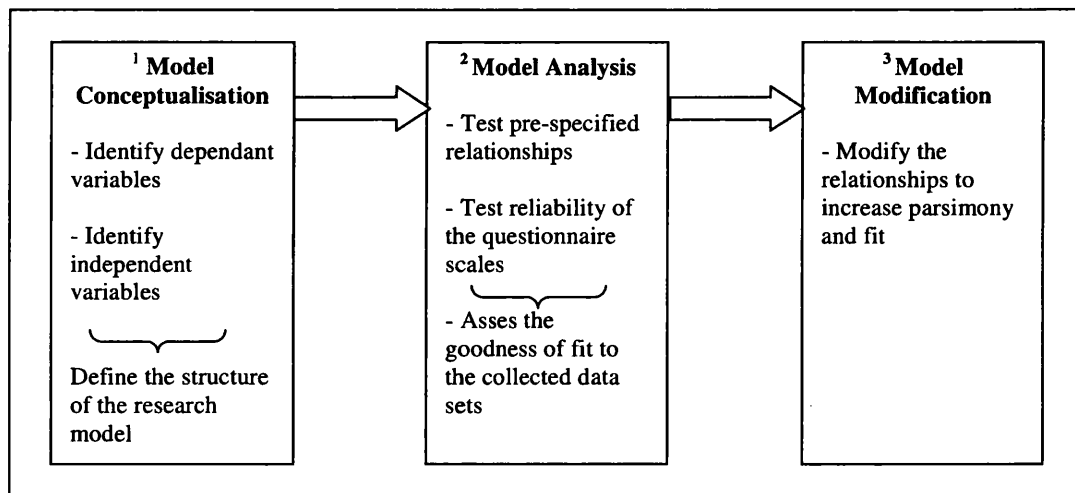 1 Model
Conceptualisation
- Identify dependant
variables
- Identify
independent
variables
Define the structure
of the research
model
2 Model Analysis
- Test pre-specified
relationships
- Test reliability of
the questionnaire
scales
- Asses the
goodness of fit to
the collected data
sets
3 Model
Modification
- Modify the
relationships to
increase parsimony
and fit